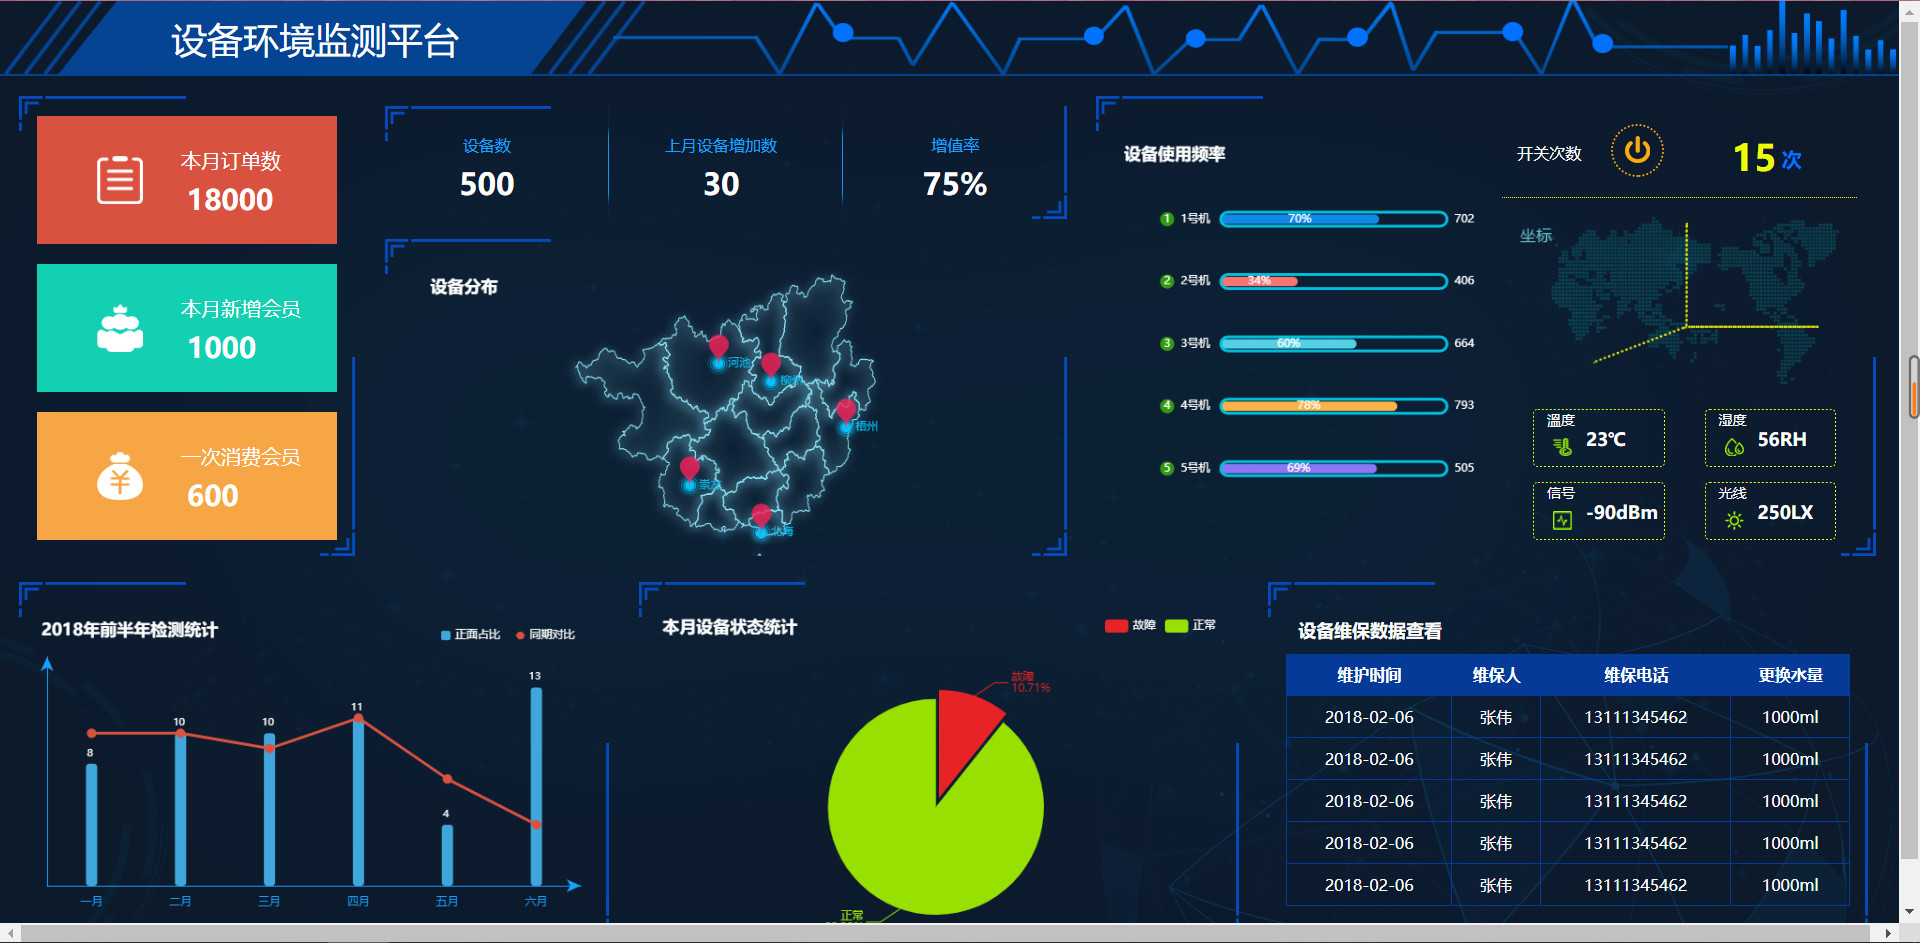 设备环境监测平台
本月订单数
18000
本月新增会员
1000
一次消费会员
600
设备数
500
上月设备增加数
30
增值率
75%
设备分布
河池
柳州
梧州
北海
设备使用频率
1 1号机 70% 702
2 2号机 34% 406
3 3号机 60% 664
4 4号机 78% 793
5 5号机 69% 505
开关次数
15 次
坐标
溫度
23℃
湿度
56RH
信号
-90dBm
光线
250LX
2018年前半年检测统计
正面占比 同期对比
8
10
10
11
4
13
一月 二月 三月 四月 五月 六月
本月设备状态统计
故障 正常
故障
10.71%
正常
设备维保数据查看
维护时间 维保人 维保电话 更换水量
2018-02-06 张伟 13111345462 1000ml
2018-02-06 张伟 13111345462 1000ml
2018-02-06 张伟 13111345462 1000ml
2018-02-06 张伟 13111345462 1000ml
2018-02-06 张伟 13111345462 1000ml